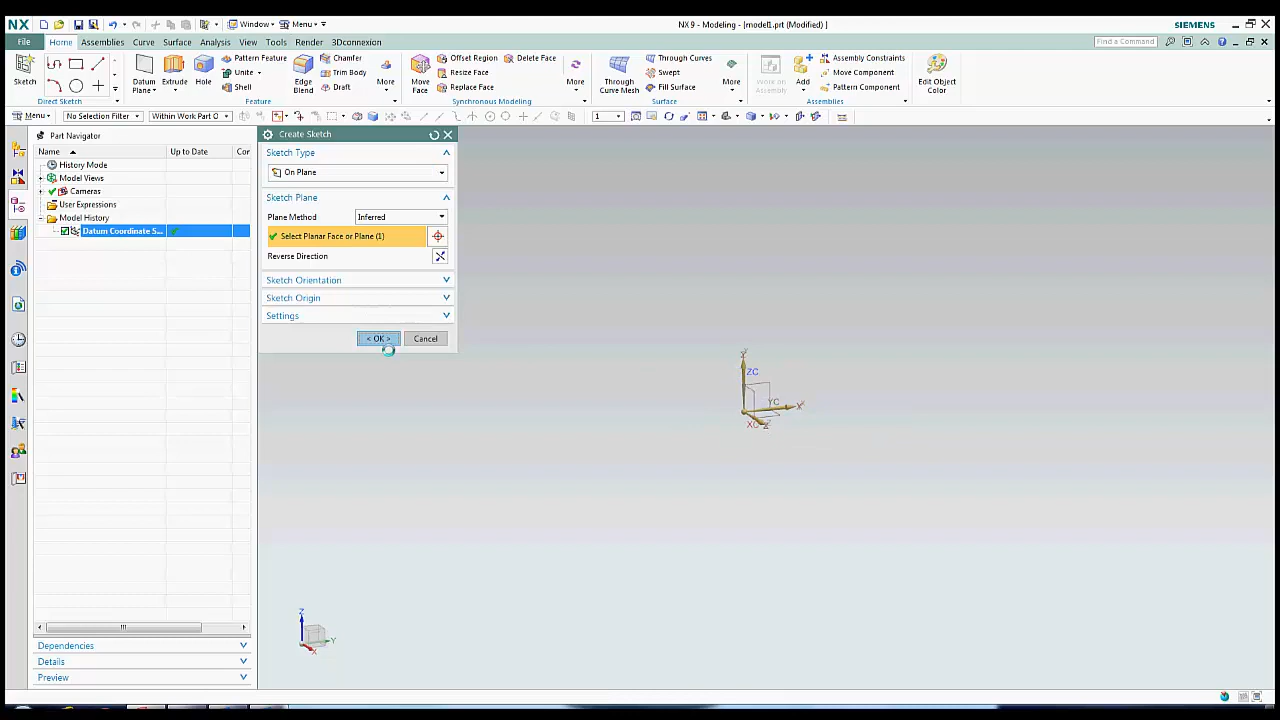 NX Window Menu NX 9 - Modeling - [model1.prt (Modified) ] SIEMENS
File Home Assemblies Curve Surface Analysis View Tools Render 3Dconnexion Find a Command
Sketch
Direct Sketch
Datum Plane
Extrude
Hole
Pattern Feature
Unite
Shell
Edge Blend
Chamfer
Trim Body
Draft
More
Feature
Move Face
Offset Region
Resize Face
Replace Face
Delete Face
More
Synchronous Modeling
Through Curve Mesh
Through Curves
Swept
Fill Surface
More
Surface
Work on Assembly
Add
Assembly Constraints
Move Component
Pattern Component
Assemblies
Edit Object Color
Menu No Selection Filter Within Work Part O 1
Part Navigator
Name Up to Date Cor
History Mode
Model Views
Cameras
User Expressions
Model History
Datum Coordinate S...
Dependencies
Details
Preview
Create Sketch
Sketch Type
On Plane
Sketch Plane
Plane Method Inferred
Select Planar Face or Plane (1)
Reverse Direction
Sketch Orientation
Sketch Origin
Settings
< OK > Cancel
Y
ZC
YC X
XC Z
Z
Y
X